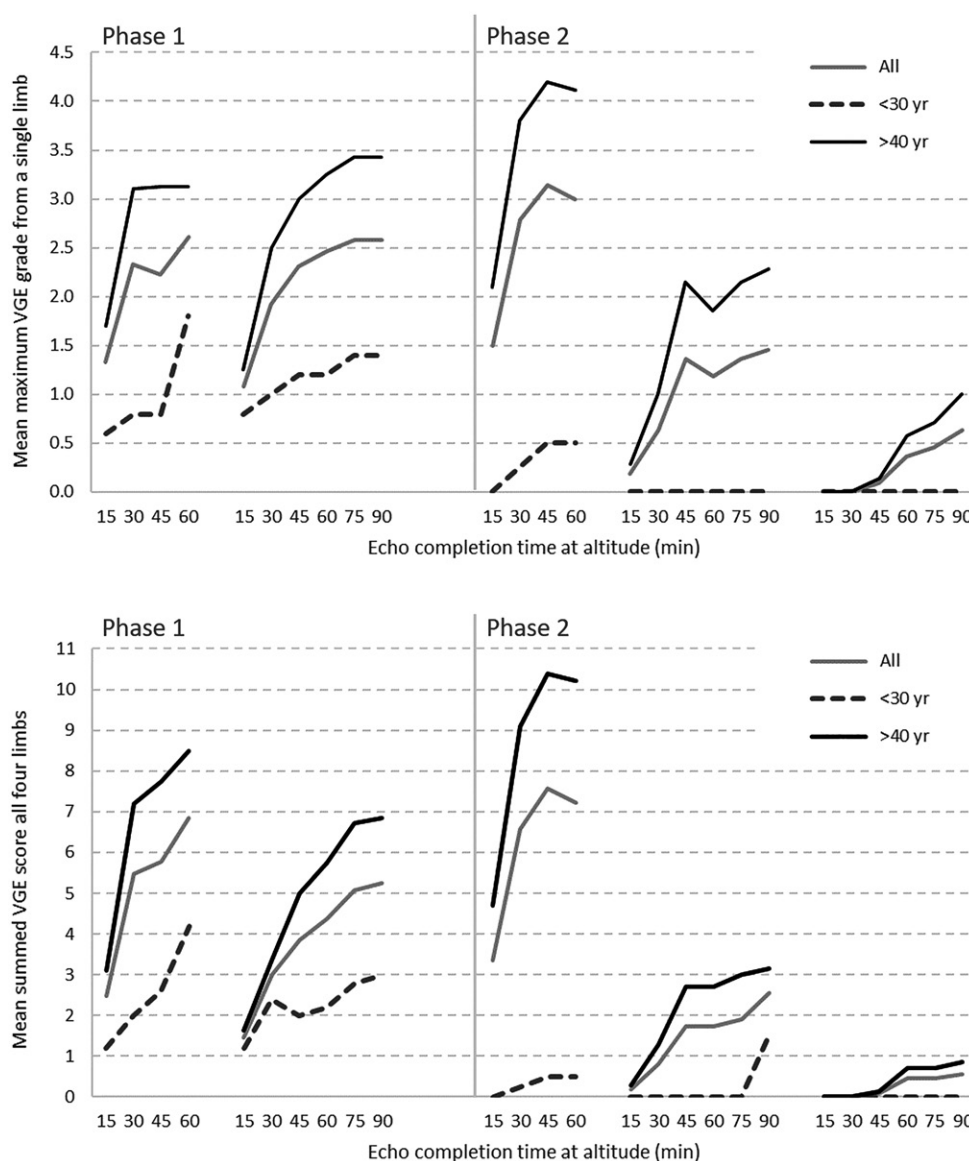 Phase 1
Phase 2
4.5
4.0
3.5
3.0
2.5
2.0
1.5
1.0
0.5
0.0
Mean maximum VGE grade from a single limb
All
<30 yr
>40 yr
15 30 45 60 15 30 45 60 75 90 15 30 45 60 15 30 45 60 75 90 15 30 45 60 75 90
Echo completion time at altitude (min)
Phase 1
Phase 2
11
10
9
8
7
6
5
4
3
2
1
0
Mean summed VGE score all four limbs
All
<30 yr
>40 yr
15 30 45 60 15 30 45 60 75 90 15 30 45 60 15 30 45 60 75 90 15 30 45 60 75 90
Echo completion time at altitude (min)